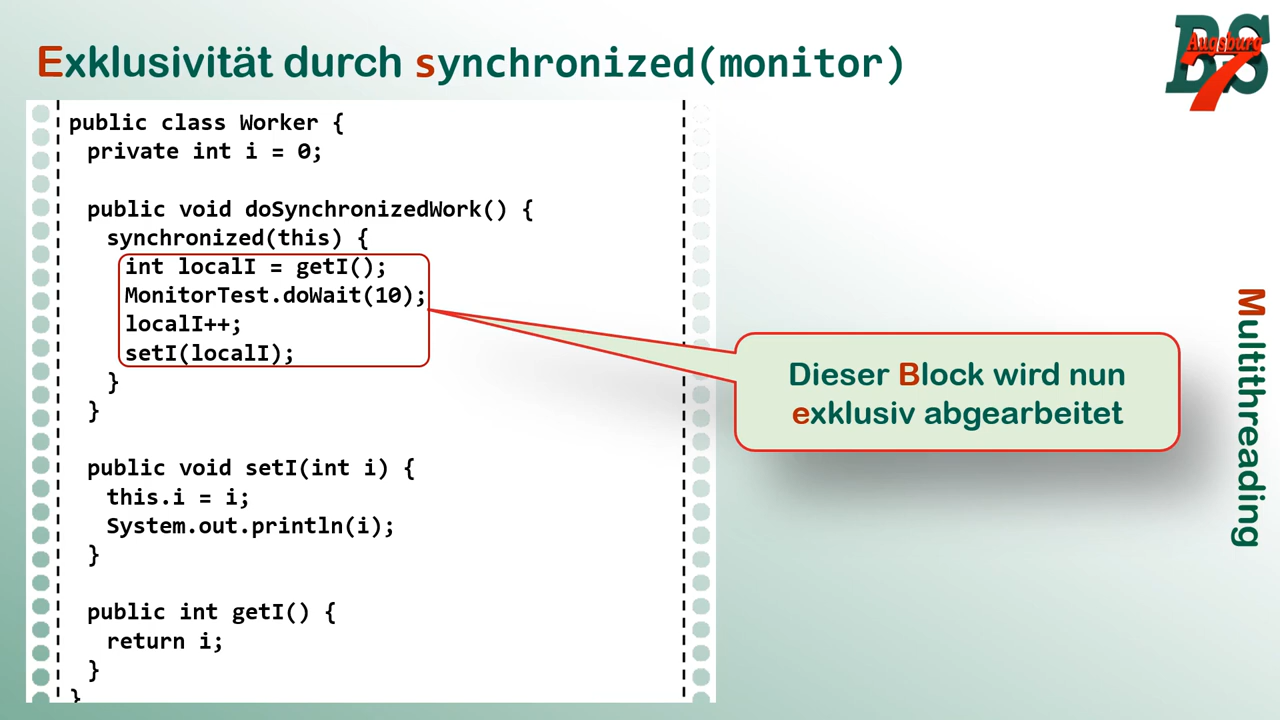 Exklusivität durch synchronized(monitor)
BS
Augsburg
7
public class Worker {
private int i = 0;
public void doSynchronizedWork() {
synchronized(this) {
int localI = getI();
MonitorTest.doWait(10);
localI++;
setI(localI);
}
}
public void setI(int i) {
this.i = i;
System.out.println(i);
}
public int getI() {
return i;
}
}
Dieser Block wird nun
exklusiv abgearbeitet
Multithreading